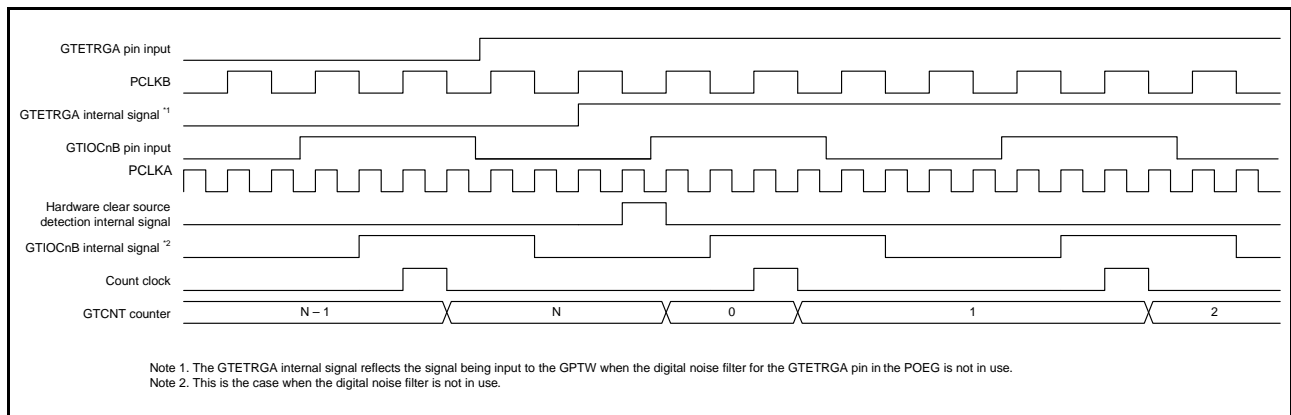 GTETRGA pin input
PCLKB
GTETRGA internal signal *1
GTIOCnB pin input
PCLKA
Hardware clear source
detection internal signal
GTIOCnB internal signal *2
Count clock
GTCNT counter
N – 1
N
0
1
2
Note 1. The GTETRGA internal signal reflects the signal being input to the GPTW when the digital noise filter for the GTETRGA pin in the POEG is not in use.
Note 2. This is the case when the digital noise filter is not in use.